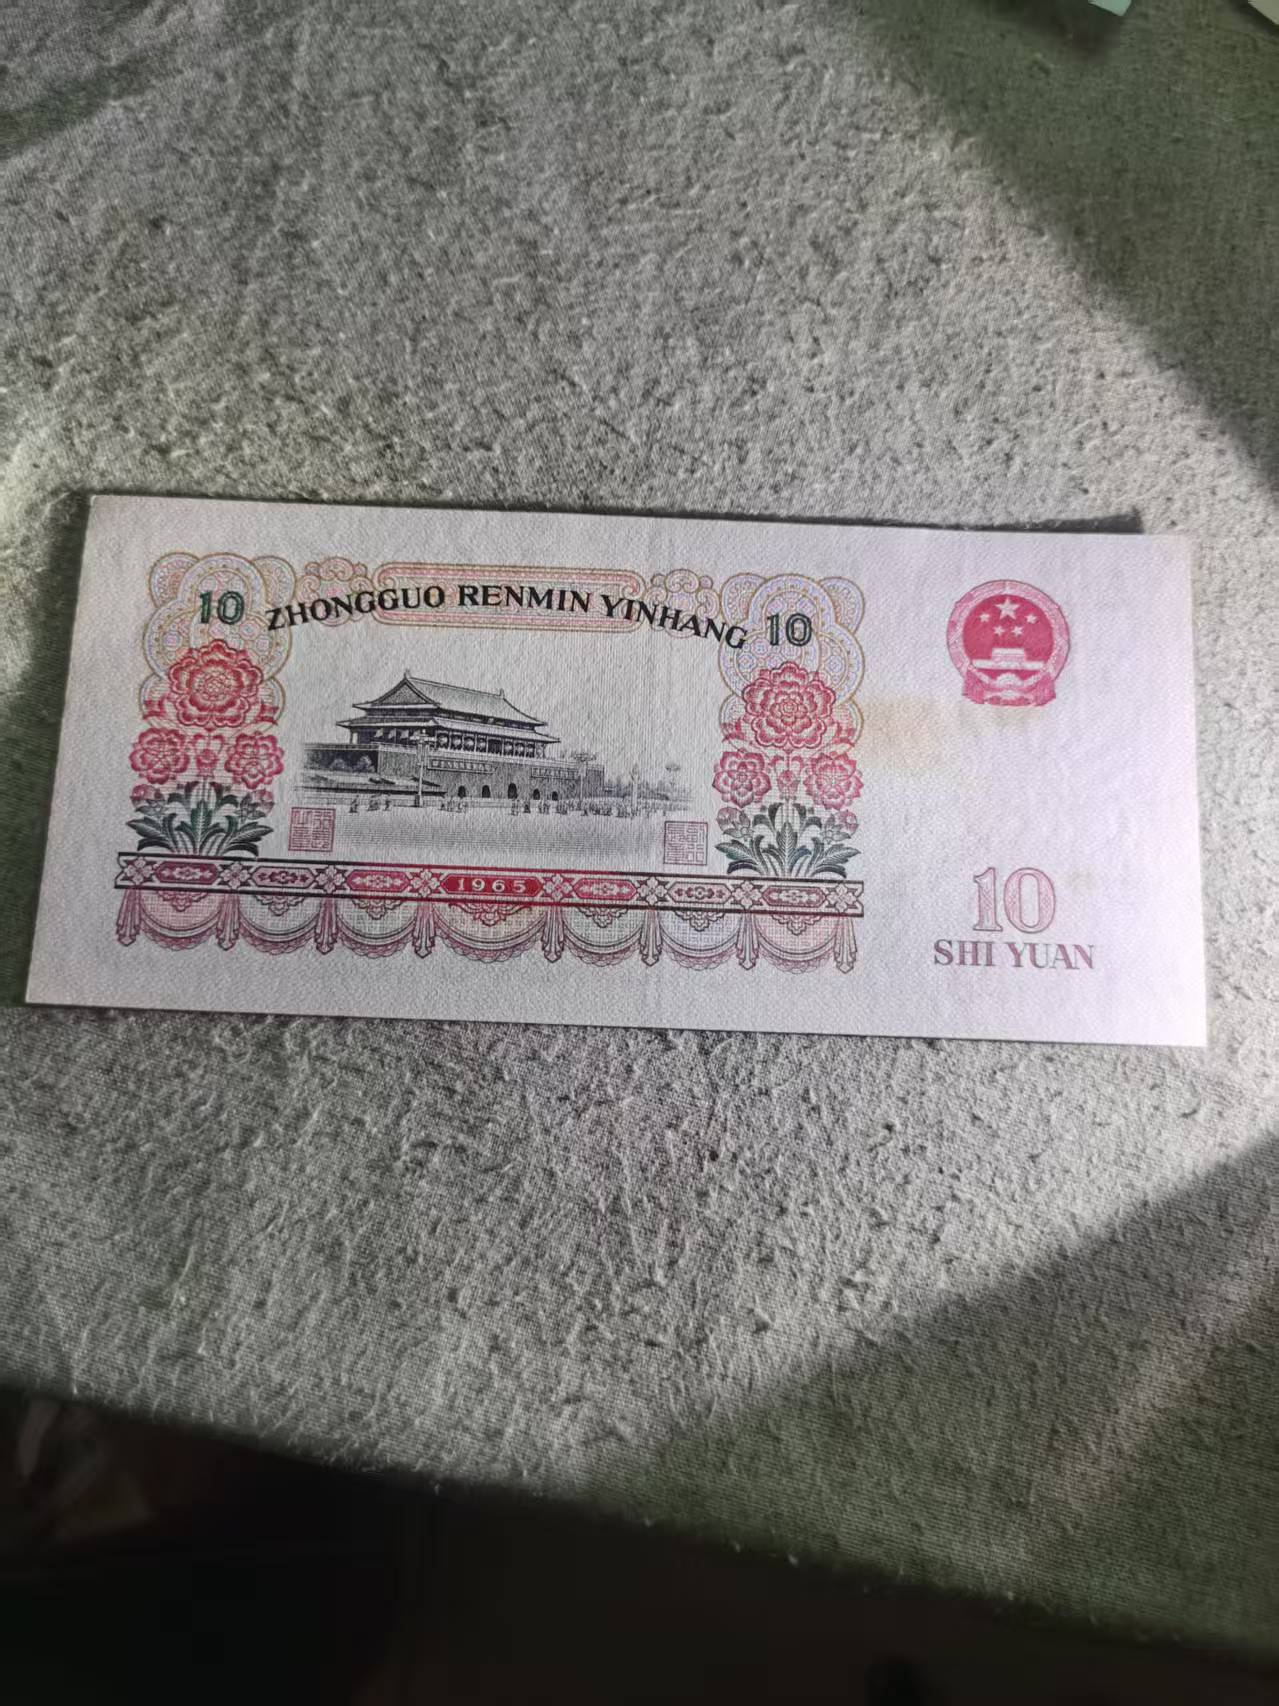 10 ZHONGGUO RENMIN YINHANG 10
1965
10
SHI YUAN